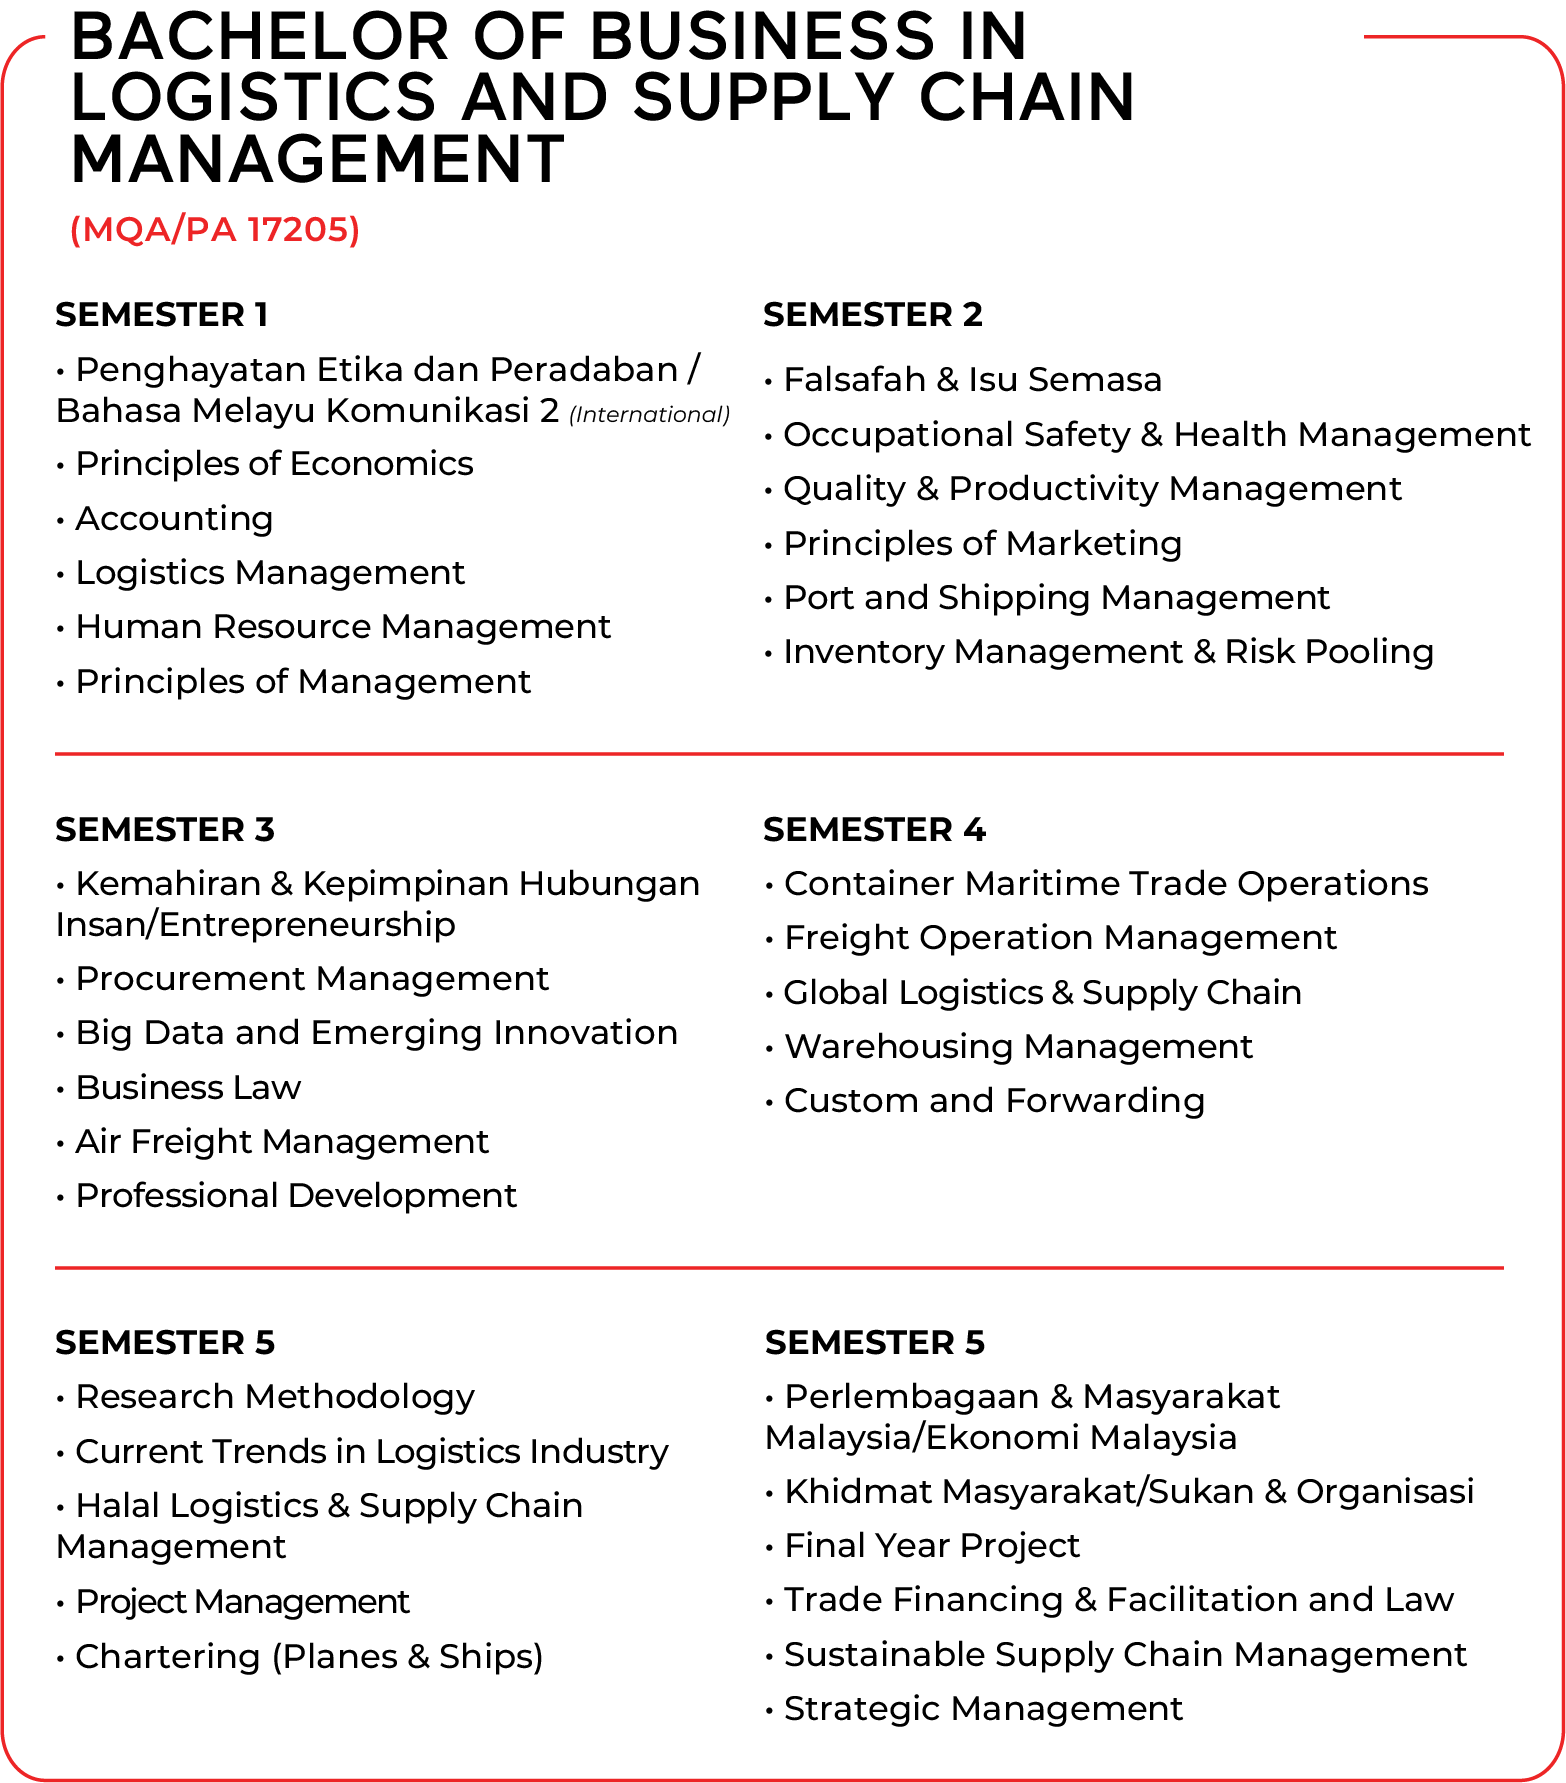 BACHELOR OF BUSINESS IN
LOGISTICS AND SUPPLY CHAIN
MANAGEMENT
(MQA/PA 17205)
SEMESTER 1
• Penghayatan Etika dan Peradaban /
Bahasa Melayu Komunikasi 2 (International)
• Principles of Economics
• Accounting
• Logistics Management
• Human Resource Management
• Principles of Management
SEMESTER 2
• Falsafah & Isu Semasa
• Occupational Safety & Health Management
• Quality & Productivity Management
• Principles of Marketing
• Port and Shipping Management
• Inventory Management & Risk Pooling
SEMESTER 3
• Kemahiran & Kepimpinan Hubungan
Insan/Entrepreneurship
• Procurement Management
• Big Data and Emerging Innovation
• Business Law
• Air Freight Management
• Professional Development
SEMESTER 4
• Container Maritime Trade Operations
• Freight Operation Management
• Global Logistics & Supply Chain
• Warehousing Management
• Custom and Forwarding
SEMESTER 5
• Research Methodology
• Current Trends in Logistics Industry
• Halal Logistics & Supply Chain
Management
• Project Management
• Chartering (Planes & Ships)
SEMESTER 5
• Perlembagaan & Masyarakat
Malaysia/Ekonomi Malaysia
• Khidmat Masyarakat/Sukan & Organisasi
• Final Year Project
• Trade Financing & Facilitation and Law
• Sustainable Supply Chain Management
• Strategic Management